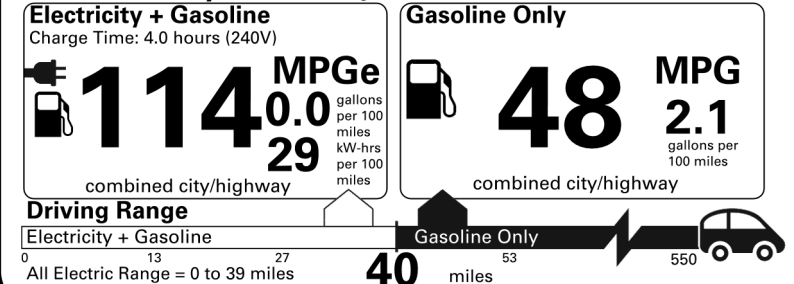 Electricity + Gasoline
Charge Time: 4.0 hours (240V)
114
MPGe
0.0
gallons
per 100
miles
29
kW-hrs
per 100
miles
combined city/highway
Gasoline Only
48
MPG
2.1
gallons per
100 miles
combined city/highway
Driving Range
Electricity + Gasoline
Gasoline Only
0 13 27 40 miles 53 550
All Electric Range = 0 to 39 miles